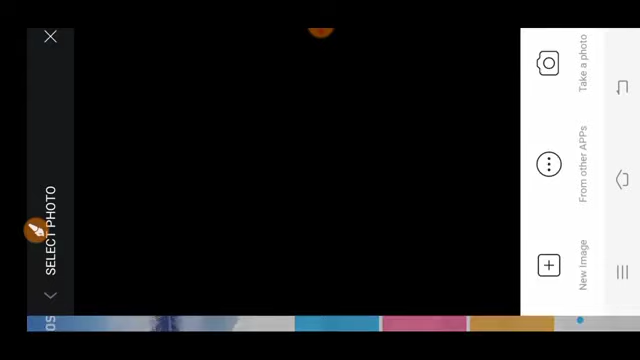 SELECT PHOTO
Take a photo
From other APPs
New Image